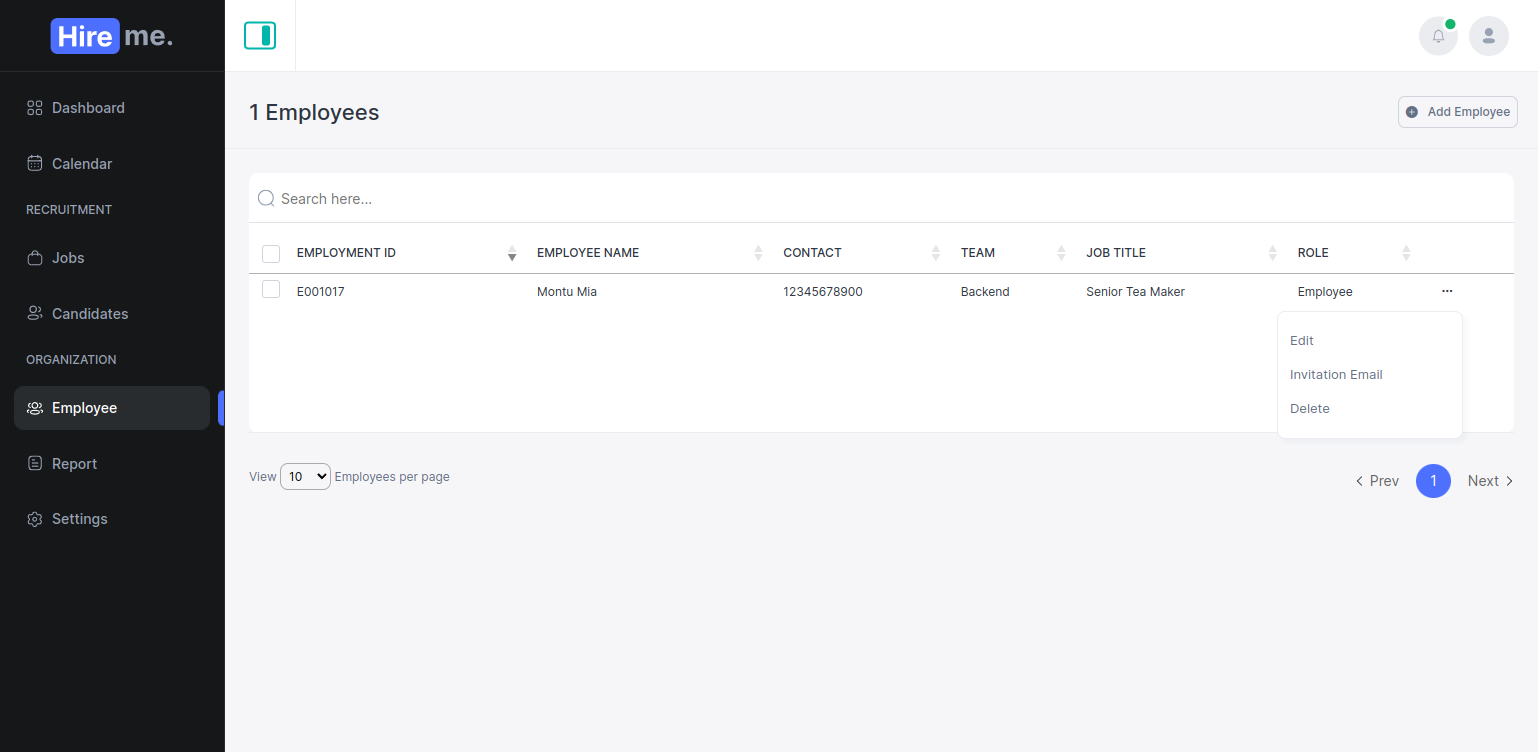 Hire me.
Dashboard
Calendar
RECRUITMENT
Jobs
Candidates
ORGANIZATION
Employee
Report
Settings
1 Employees
Add Employee
Search here...
EMPLOYMENT ID EMPLOYEE NAME CONTACT TEAM JOB TITLE ROLE
E001017 Montu Mia 12345678900 Backend Senior Tea Maker Employee ...
Edit
Invitation Email
Delete
View 10 Employees per page
Prev 1 Next